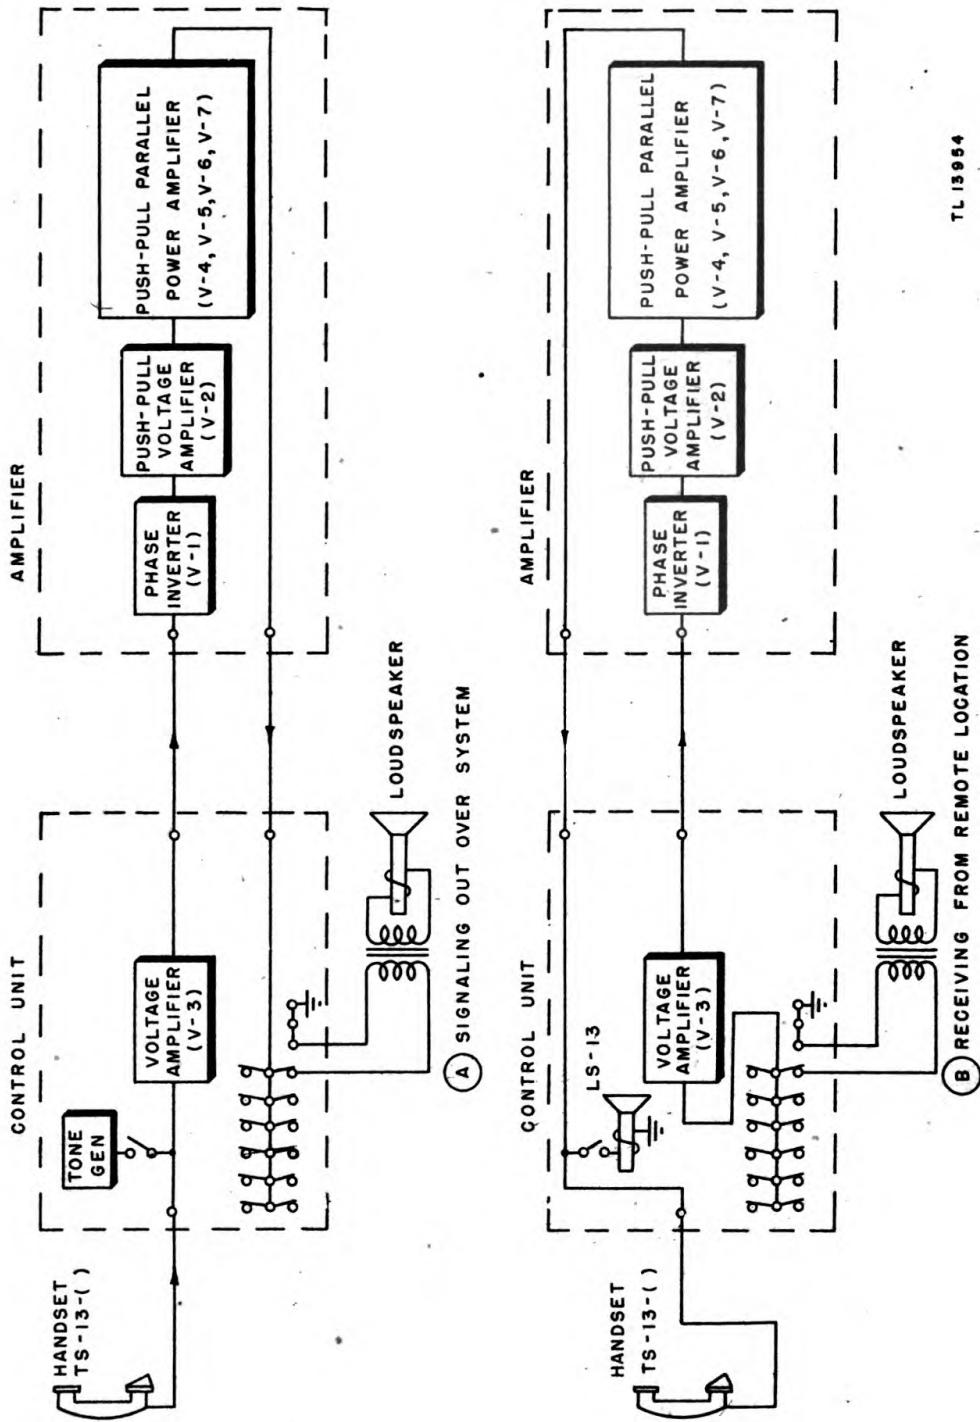 HANDSET
TS-13-( )
CONTROL UNIT
TONE
GEN
VOLTAGE
AMPLIFIER
(V-3)
LOUDSPEAKER
AMPLIFIER
PHASE
INVERTER
(V-1)
PUSH-PULL
VOLTAGE
AMPLIFIER
(V-2)
PUSH-PULL PARALLEL
POWER AMPLIFIER
(V-4, V-5, V-6, V-7)
A SIGNALING OUT OVER SYSTEM
HANDSET
TS-13-( )
CONTROL UNIT
LS-13
VOLTAGE
AMPLIFIER
(V-3)
LOUDSPEAKER
AMPLIFIER
PHASE
INVERTER
(V-1)
PUSH-PULL
VOLTAGE
AMPLIFIER
(V-2)
PUSH-PULL PARALLEL
POWER AMPLIFIER
(V-4, V-5, V-6, V-7)
B RECEIVING FROM REMOTE LOCATION
TL 13954